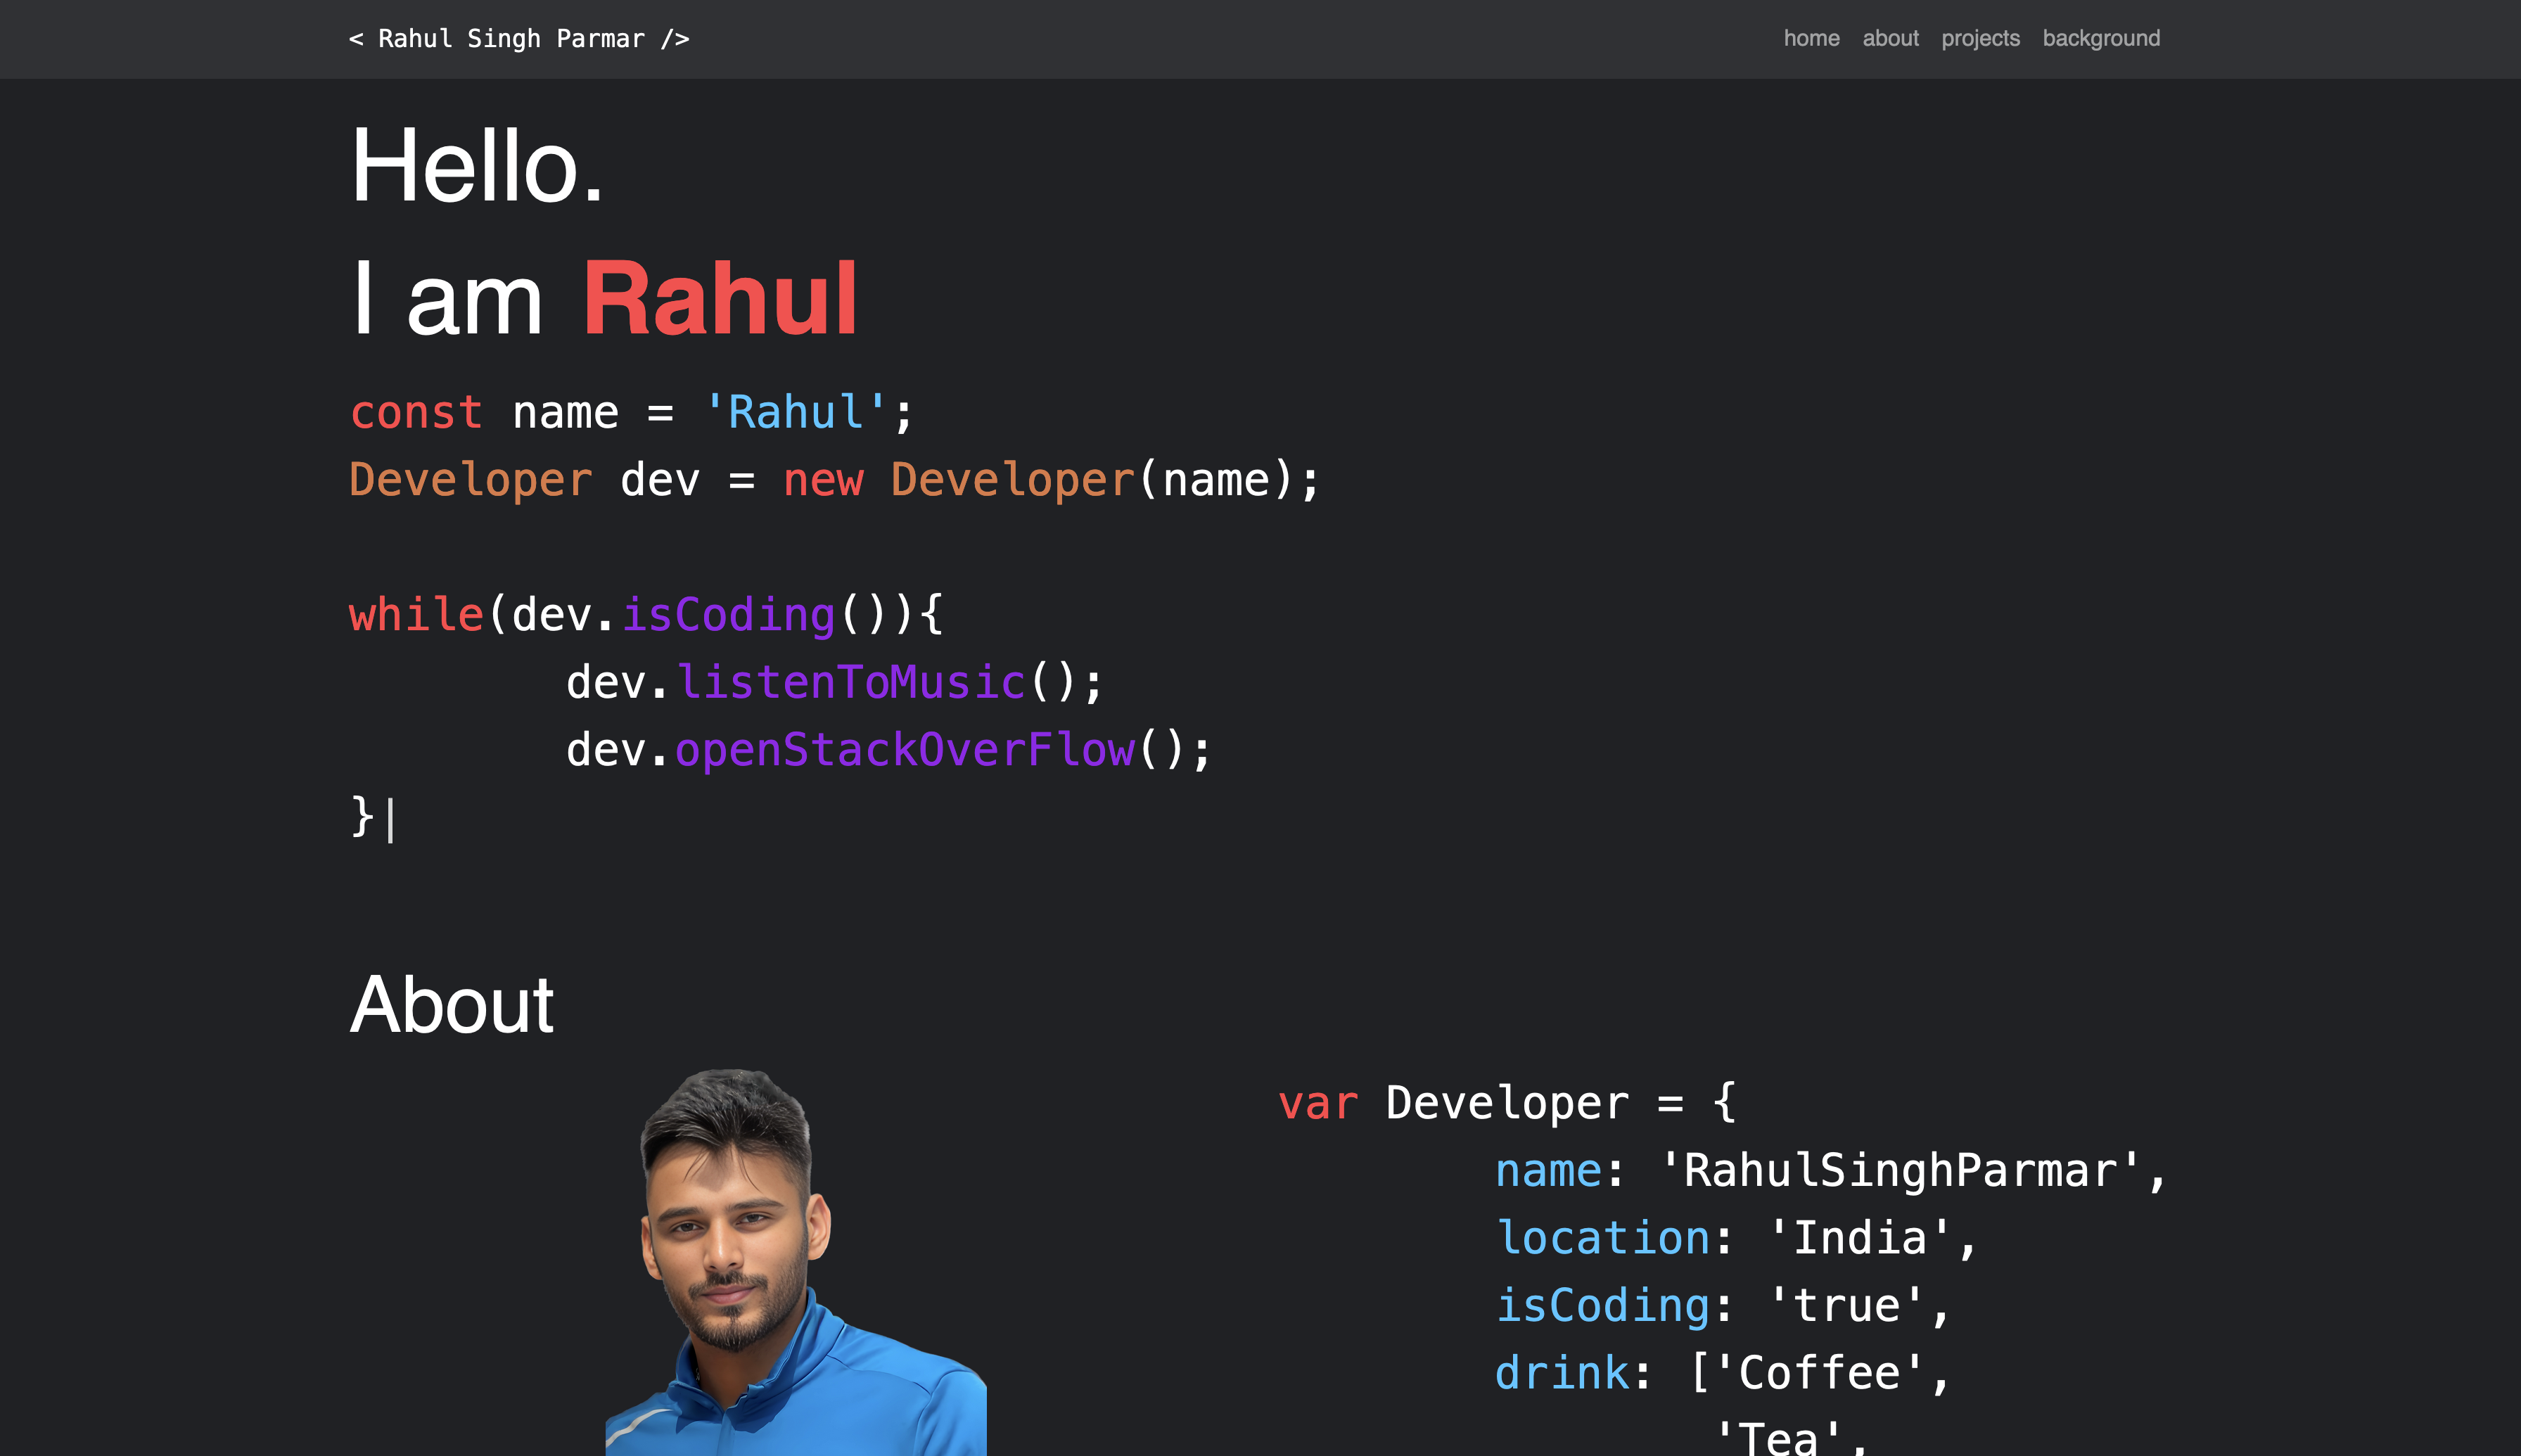 < Rahul Singh Parmar />
home about projects background
Hello.
I am Rahul
const name = 'Rahul';
Developer dev = new Developer(name);
while(dev.isCoding()){
dev.listenToMusic();
dev.openStackOverFlow();
}|
About
var Developer = {
name: 'RahulSinghParmar',
location: 'India',
isCoding: 'true',
drink: ['Coffee',
'Tea',